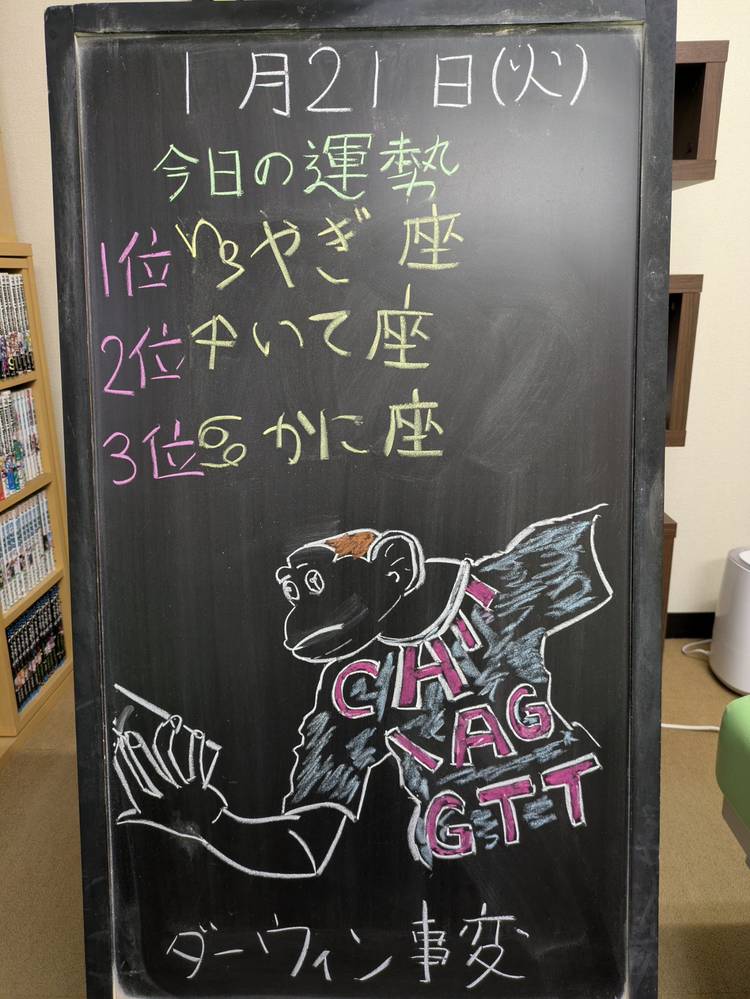 1月21日(火)
今日の運勢
1位♑やぎ座
2位♐いて座
3位♋かに座
CHI
AG
GTT
ダーウィン事変